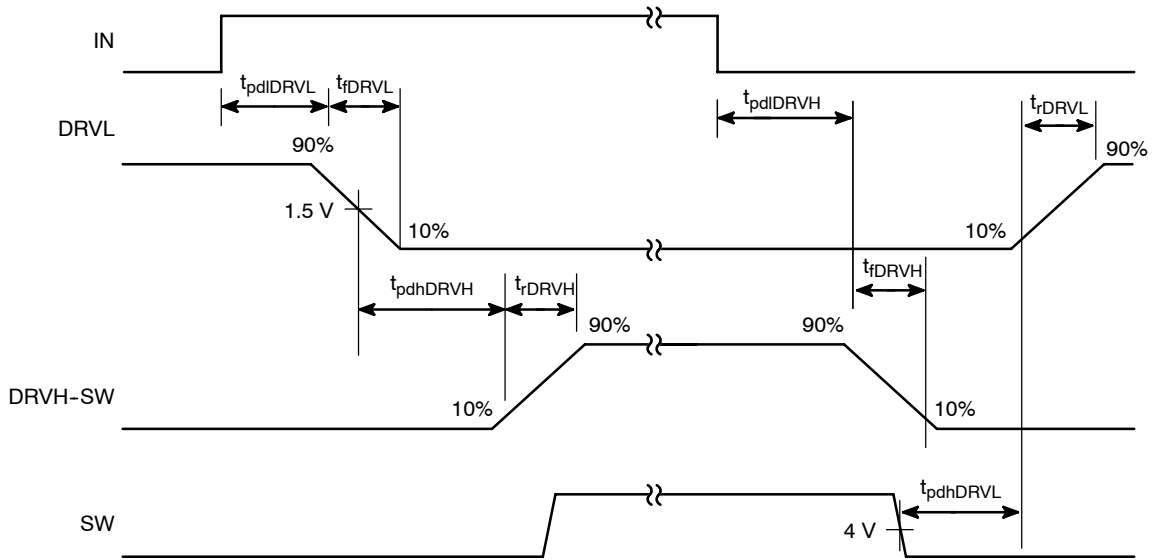 IN
tpdlDRVL
tfDRVL
tpdlDRVH
trDRVL
DRVL
90%
90%
1.5 V
10%
10%
tpdhDRVH
trDRVH
tfDRVH
90%
90%
DRVH-SW
10%
10%
tpdhDRVL
SW
4 V